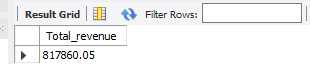 Result Grid Filter Rows:
Total_revenue
817860.05